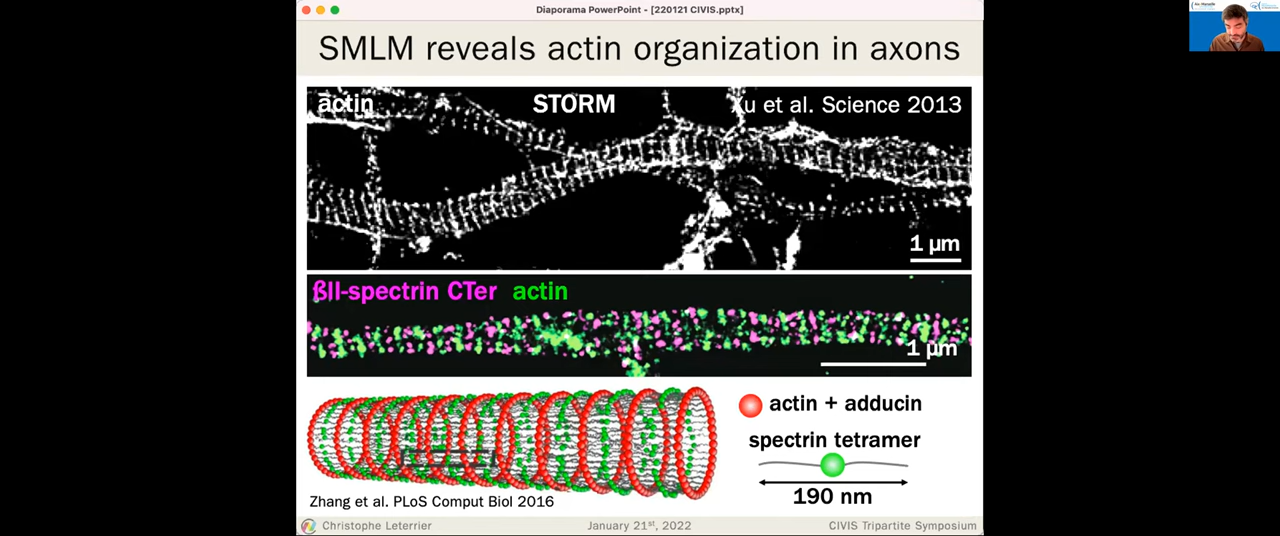 Diaporama PowerPoint - [220121 CIVIS.pptx]
SMLM reveals actin organization in axons
actin
STORM
Xu et al. Science 2013
1 µm
ßII-spectrin CTer actin
1 µm
actin + adducin
spectrin tetramer
190 nm
Zhang et al. PLoS Comput Biol 2016
Christophe Leterrier
January 21st, 2022
CIVIS Tripartite Symposium